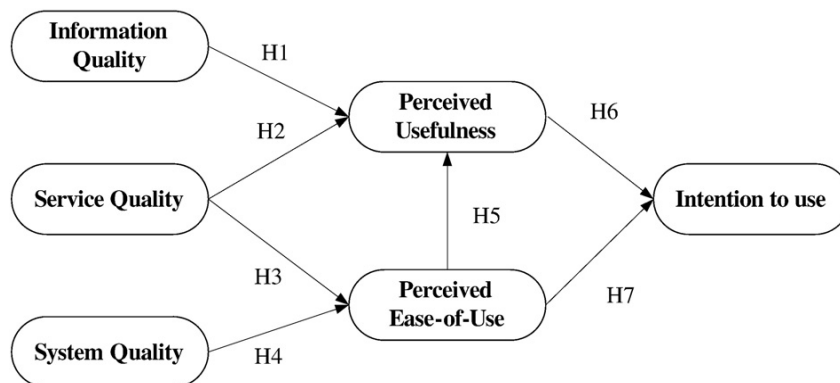 Information
Quality
H1
Perceived
Usefulness
H6
H2
Service Quality
H5
Intention to use
H3
Perceived
Ease-of-Use
H7
System Quality
H4